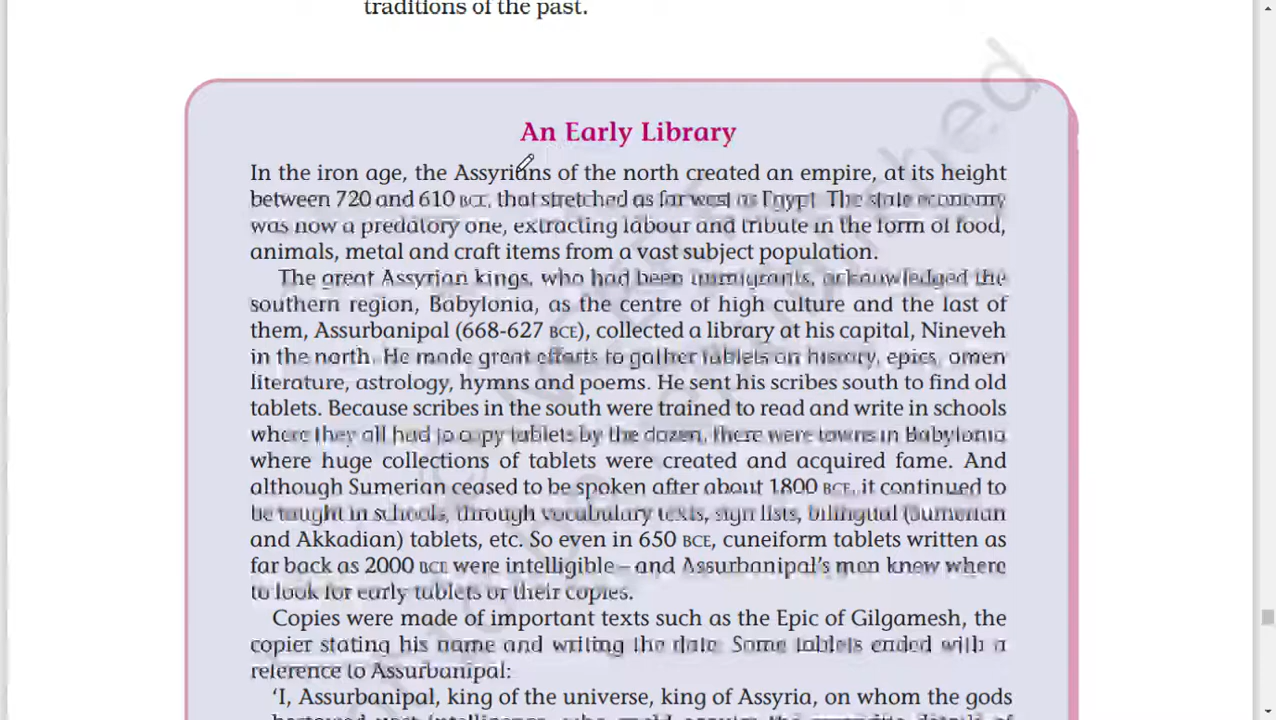 traditions of the past.
An Early Library
In the iron age, the Assyrians of the north created an empire, at its height
between 720 and 610 BCE, that stretched as far west as Egypt. The state economy
was now a predatory one, extracting labour and tribute in the form of food,
animals, metal and craft items from a vast subject population.
The great Assyrian kings, who had been immigrants, acknowledged the
southern region, Babylonia, as the centre of high culture and the last of
them, Assurbanipal (668-627 BCE), collected a library at his capital, Nineveh
in the north. He made great efforts to gather tablets on history, epics, omen
literature, astrology, hymns and poems. He sent his scribes south to find old
tablets. Because scribes in the south were trained to read and write in schools
where they all had to copy tablets by the dozen, there were towns in Babylonia
where huge collections of tablets were created and acquired fame. And
although Sumerian ceased to be spoken after about 1800 BCE, it continued to
be taught in schools, through vocabulary texts, sign lists, bilingual (Sumerian
and Akkadian) tablets, etc. So even in 650 BCE, cuneiform tablets written as
far back as 2000 BCE were intelligible – and Assurbanipal's men knew where
to look for early tablets or their copies.
Copies were made of important texts such as the Epic of Gilgamesh, the
copier stating his name and writing the date. Some tablets ended with a
reference to Assurbanipal:
'I, Assurbanipal, king of the universe, king of Assyria, on whom the gods
bestowed vast intelligence, who could acquire the details of